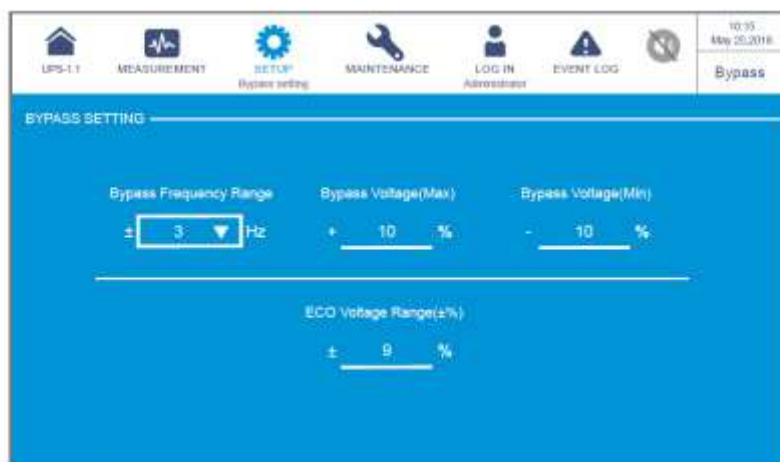 10:15
May 20,2016
UPS-1.1 MEASUREMENT SETUP MAINTENANCE LOG IN EVENT LOG
Bypass setting Administrator
Bypass
BYPASS SETTING
Bypass Frequency Range Bypass Voltage(Max) Bypass Voltage(Min)
± 3 Hz + 10 % - 10 %
ECO Voltage Range(±%)
± 9 %